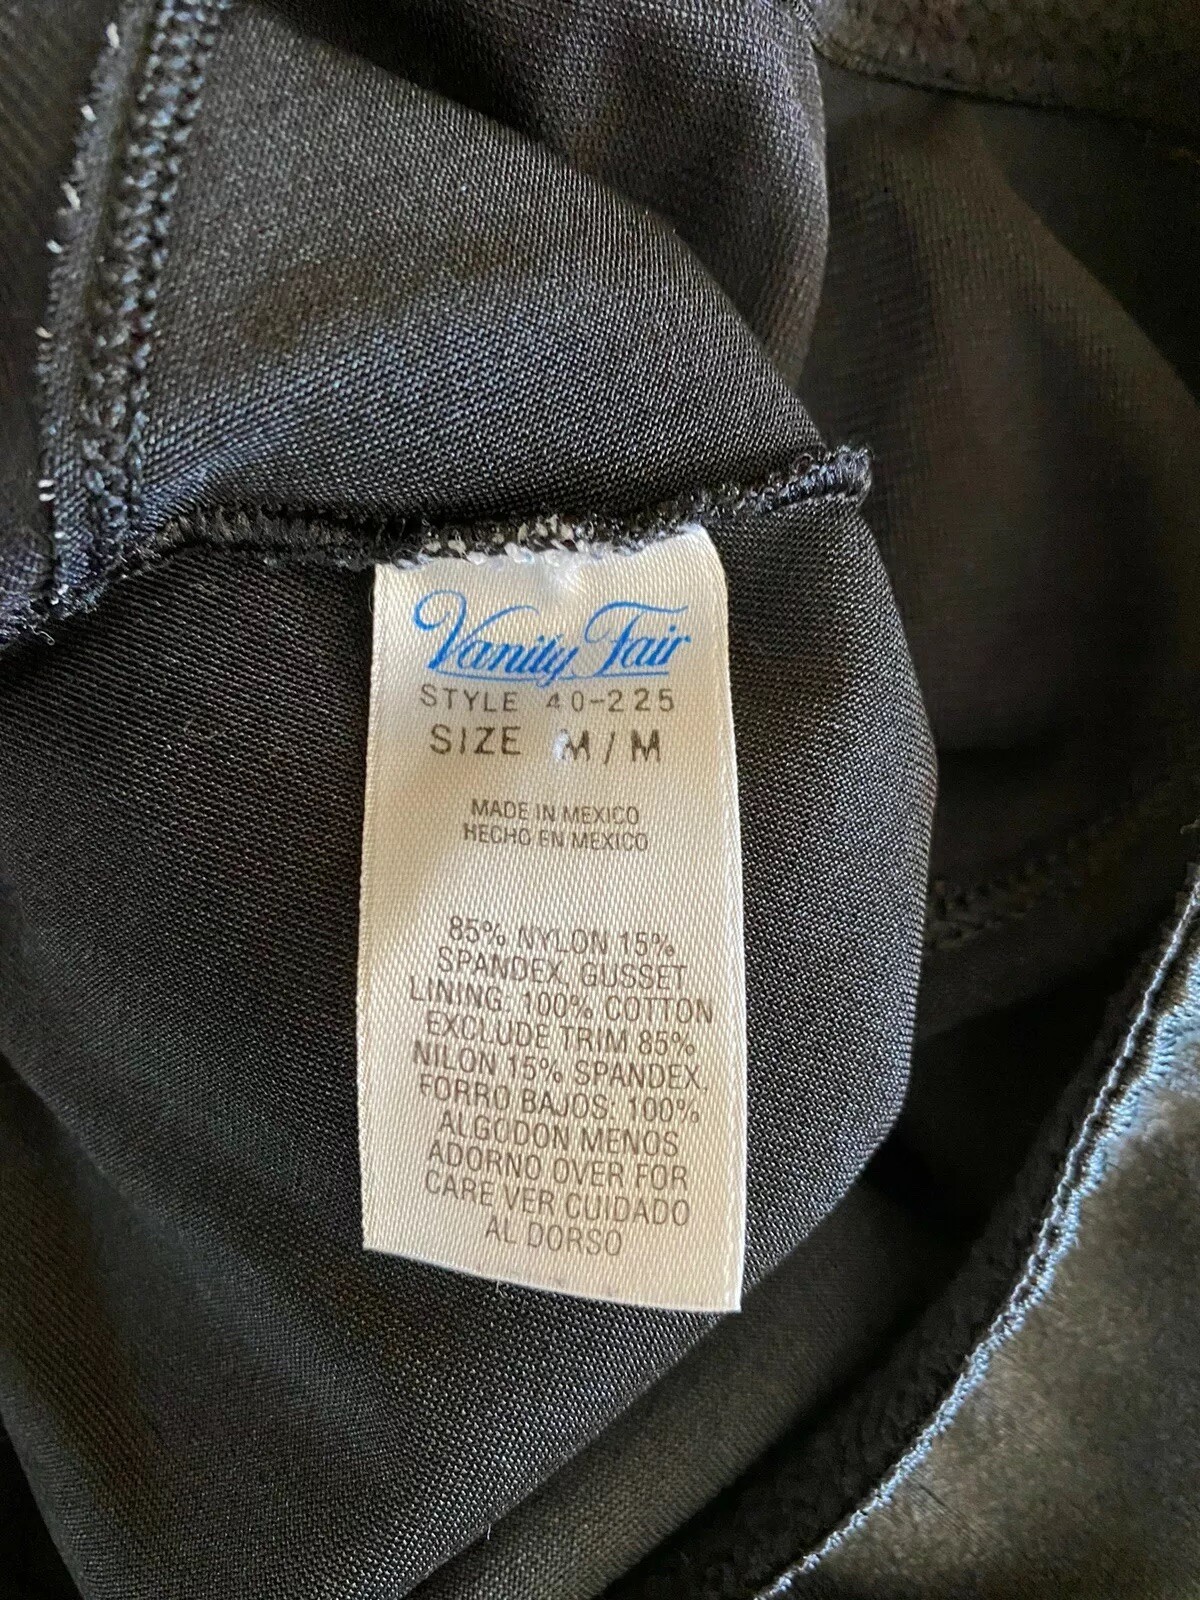 Vanity Fair
STYLE 40-225
SIZE M/M
MADE IN MEXICO
HECHO EN MEXICO
85% NYLON 15%
SPANDEX, GUSSET
LINING: 100% COTTON
EXCLUDE TRIM 85%
NILON 15% SPANDEX,
FORRO BAJOS: 100%
ALGODON MENOS
ADORNO OVER FOR
CARE VER CUIDADO
AL DORSO